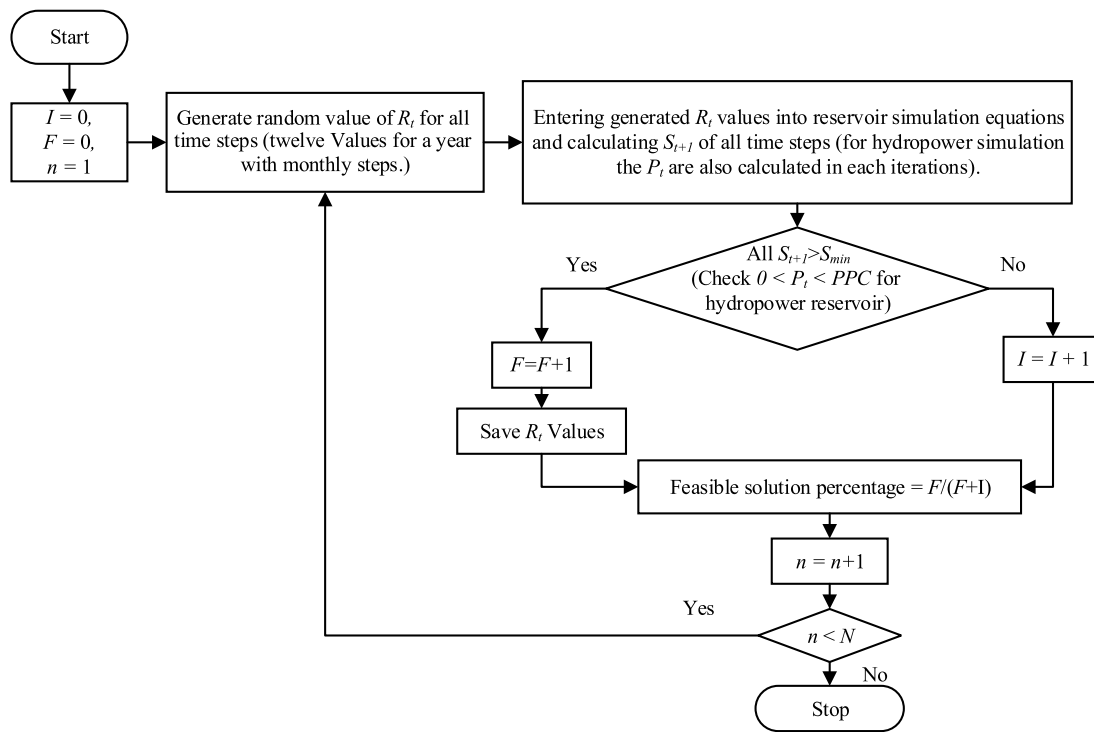 Start
I = 0,
F = 0,
n = 1
Generate random value of Rt for all
time steps (twelve Values for a year
with monthly steps.)
Entering generated Rt values into reservoir simulation equations
and calculating St+1 of all time steps (for hydropower simulation
the Pt are also calculated in each iterations).
All St+1>Smin
(Check 0 < Pt < PPC for
hydropower reservoir)
Yes
No
F=F+1
I = I + 1
Save Rt Values
Feasible solution percentage = F/(F+I)
n = n+1
Yes
n < N
No
Stop